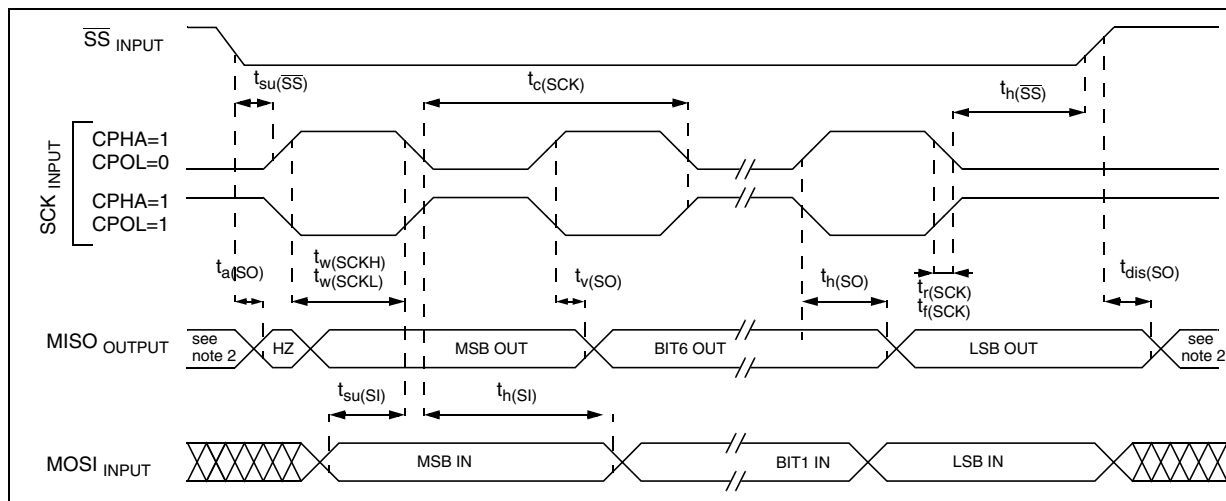 SS INPUT
tsu(SS)
tc(SCK)
th(SS)
SCK INPUT
CPHA=1
CPOL=0
CPHA=1
CPOL=1
ta(SO)
tw(SCKH)
tw(SCKL)
tv(SO)
th(SO)
tr(SCK)
tf(SCK)
tdis(SO)
MISO OUTPUT
see note 2
HZ
MSB OUT
BIT6 OUT
LSB OUT
see note 2
tsu(SI)
th(SI)
MOSI INPUT
MSB IN
BIT1 IN
LSB IN